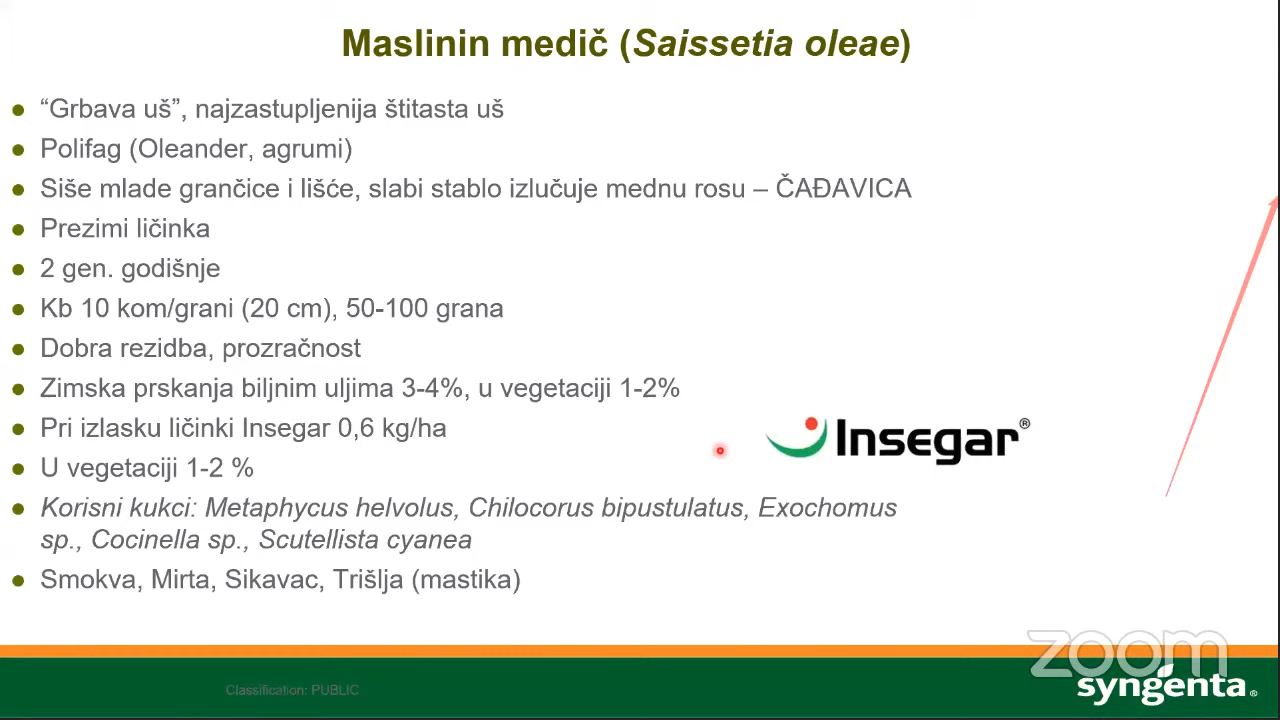 Maslinin medič (Saissetia oleae)
“Grbava uš”, najzastupljenija štitasta uš
Polifag (Oleander, agrumi)
Siše mlade grančice i lišće, slabi stablo izlučuje mednu rosu – ČAĐAVICA
Prezimi ličinka
2 gen. godišnje
Kb 10 kom/grani (20 cm), 50-100 grana
Dobra rezidba, prozračnost
Zimska prskanja biljnim uljima 3-4%, u vegetaciji 1-2%
Pri izlasku ličinki Insegar 0,6 kg/ha
Insegar®
U vegetaciji 1-2 %
Korisni kukci: Metaphycus helvolus, Chilocorus bipustulatus, Exochomus
sp., Cocinella sp., Scutellista cyanea
Smokva, Mirta, Sikavac, Trišlja (mastika)
zoom
Classification: PUBLIC
syngenta®